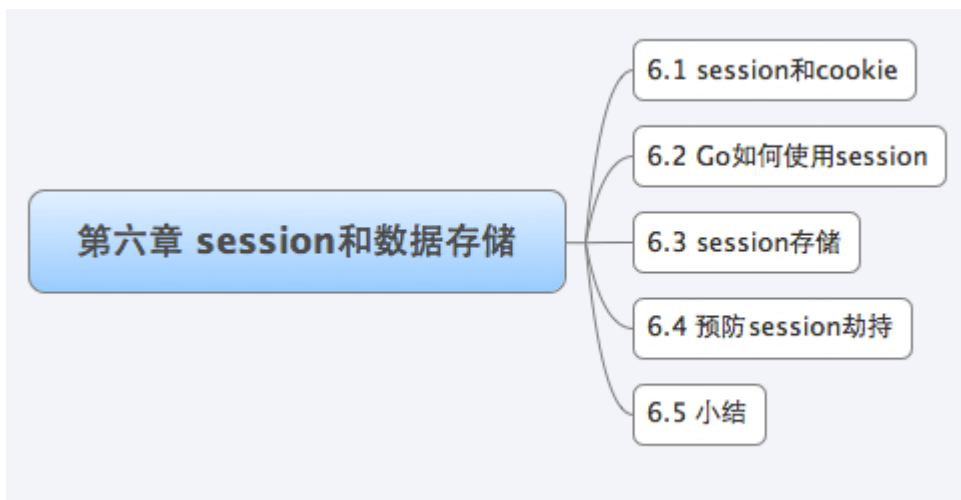 第六章 session和数据存储
6.1 session和cookie
6.2 Go如何使用session
6.3 session存储
6.4 预防session劫持
6.5 小结